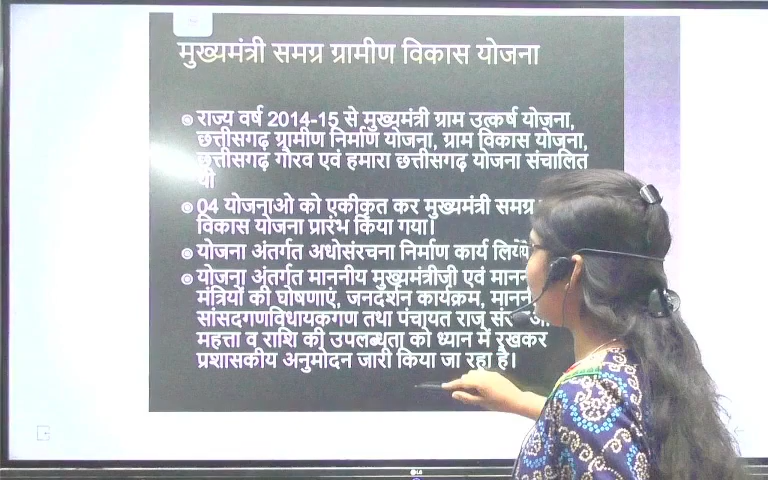 मुख्यमंत्री समग्र ग्रामीण विकास योजना
राज्य वर्ष 2014-15 से मुख्यमंत्री ग्राम उत्कर्ष योजना,
छत्तीसगढ़ ग्रामीण निर्माण योजना, ग्राम विकास योजना,
छत्तीसगढ़ गौरव एवं हमारा छत्तीसगढ़ योजना संचालित
थी
04 योजनाओ को एकीकृत कर मुख्यमंत्री समग्र
विकास योजना प्रारंभ किया गया।
योजना अंतर्गत अधोसंरचना निर्माण कार्य लिये
योजना अंतर्गत माननीय मुख्यमंत्रीजी एवं
मंत्रियों की घोषणाएं, जनदर्शन कार्यक्रम,
सांसदगणविधायकगण तथा पंचायत राज
महत्ता व राशि की उपलब्धता को ध्यान में रखकर
प्रशासकीय अनुमोदन जारी किया जा रहा है।
LG